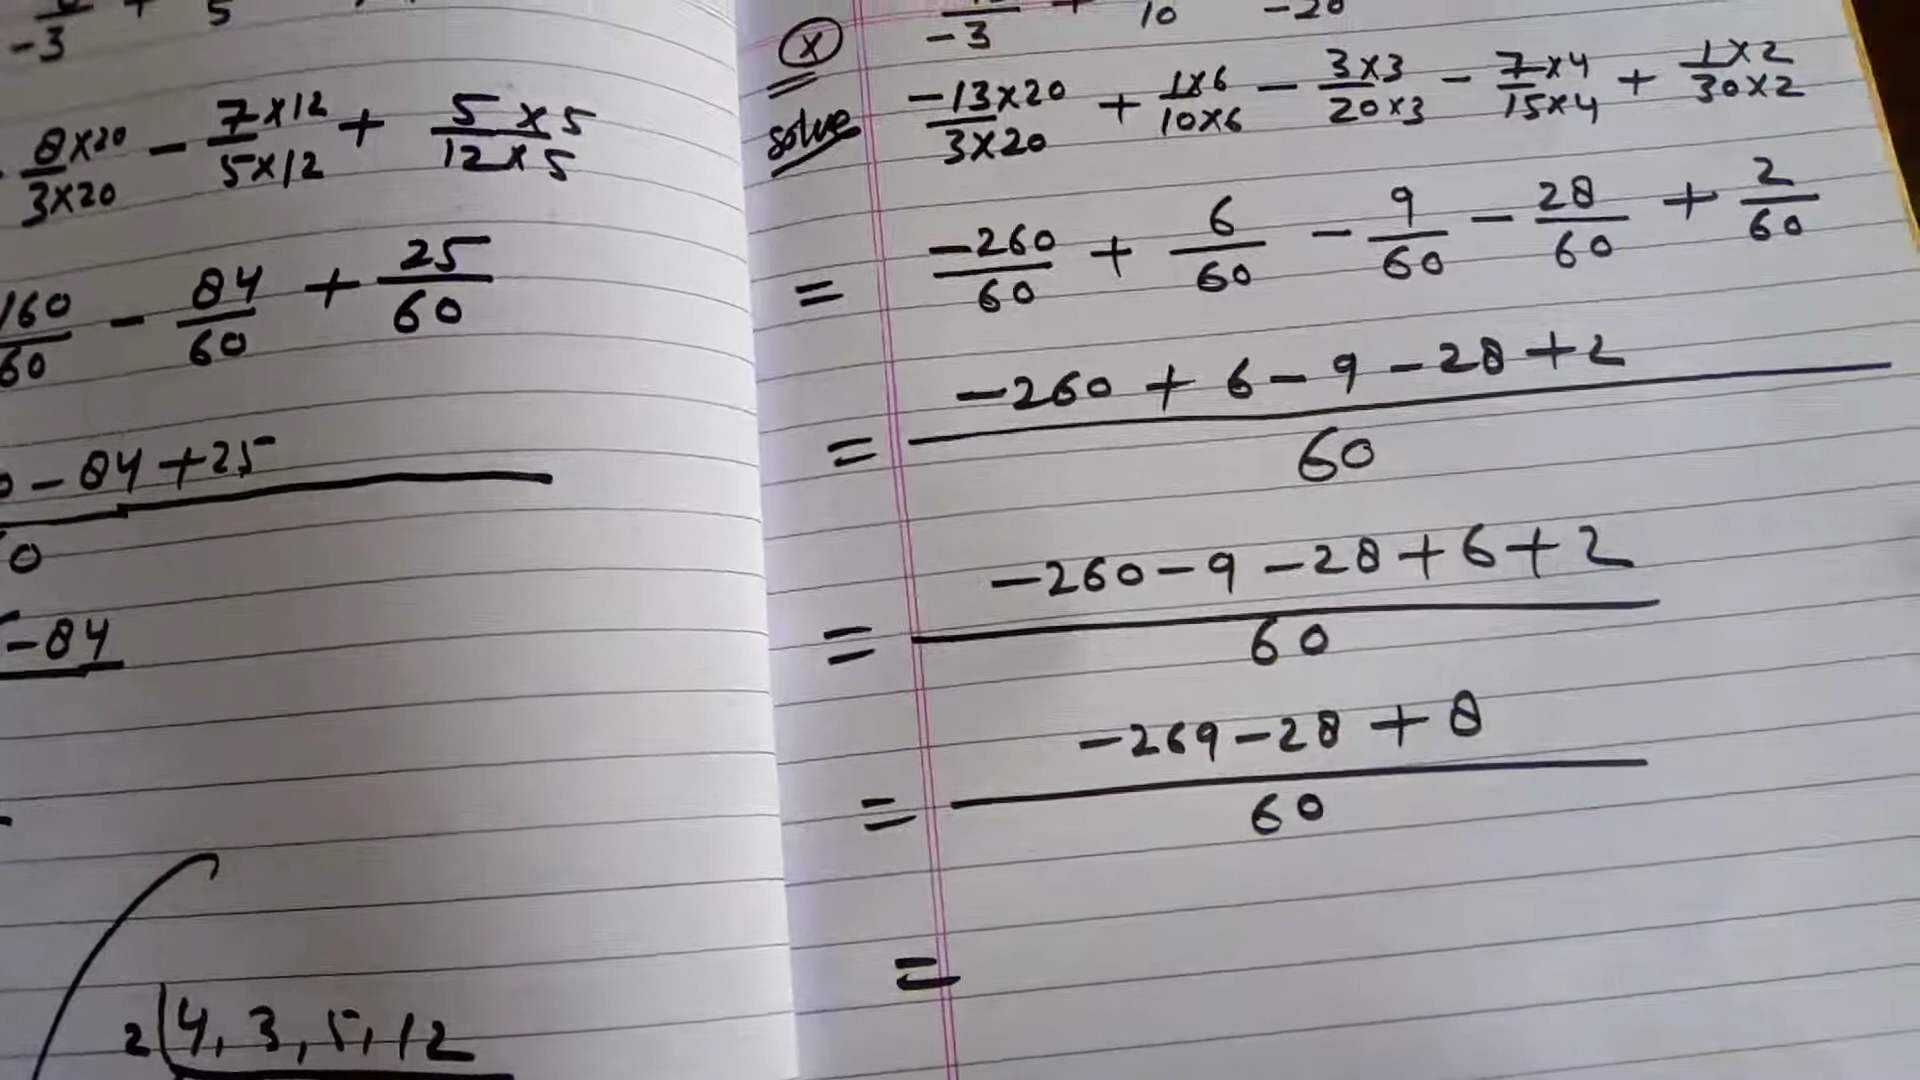 -3 + 5
8×20/3×20 - 7×12/5×12 + 5×5/12×5
160/60 - 84/60 + 25/60
- 84 + 25
0
- 84
2 | 4, 3, 5, 12
(x) -3 + 10 -20
solve -13×20/3×20 + 1×6/10×6 - 3×3/20×3 - 7×4/15×4 + 1×2/30×2
= -260/60 + 6/60 - 9/60 - 28/60 + 2/60
= -260 + 6 - 9 - 28 + 2
60
= -260 - 9 - 28 + 6 + 2
60
= -269 - 28 + 8
60
=